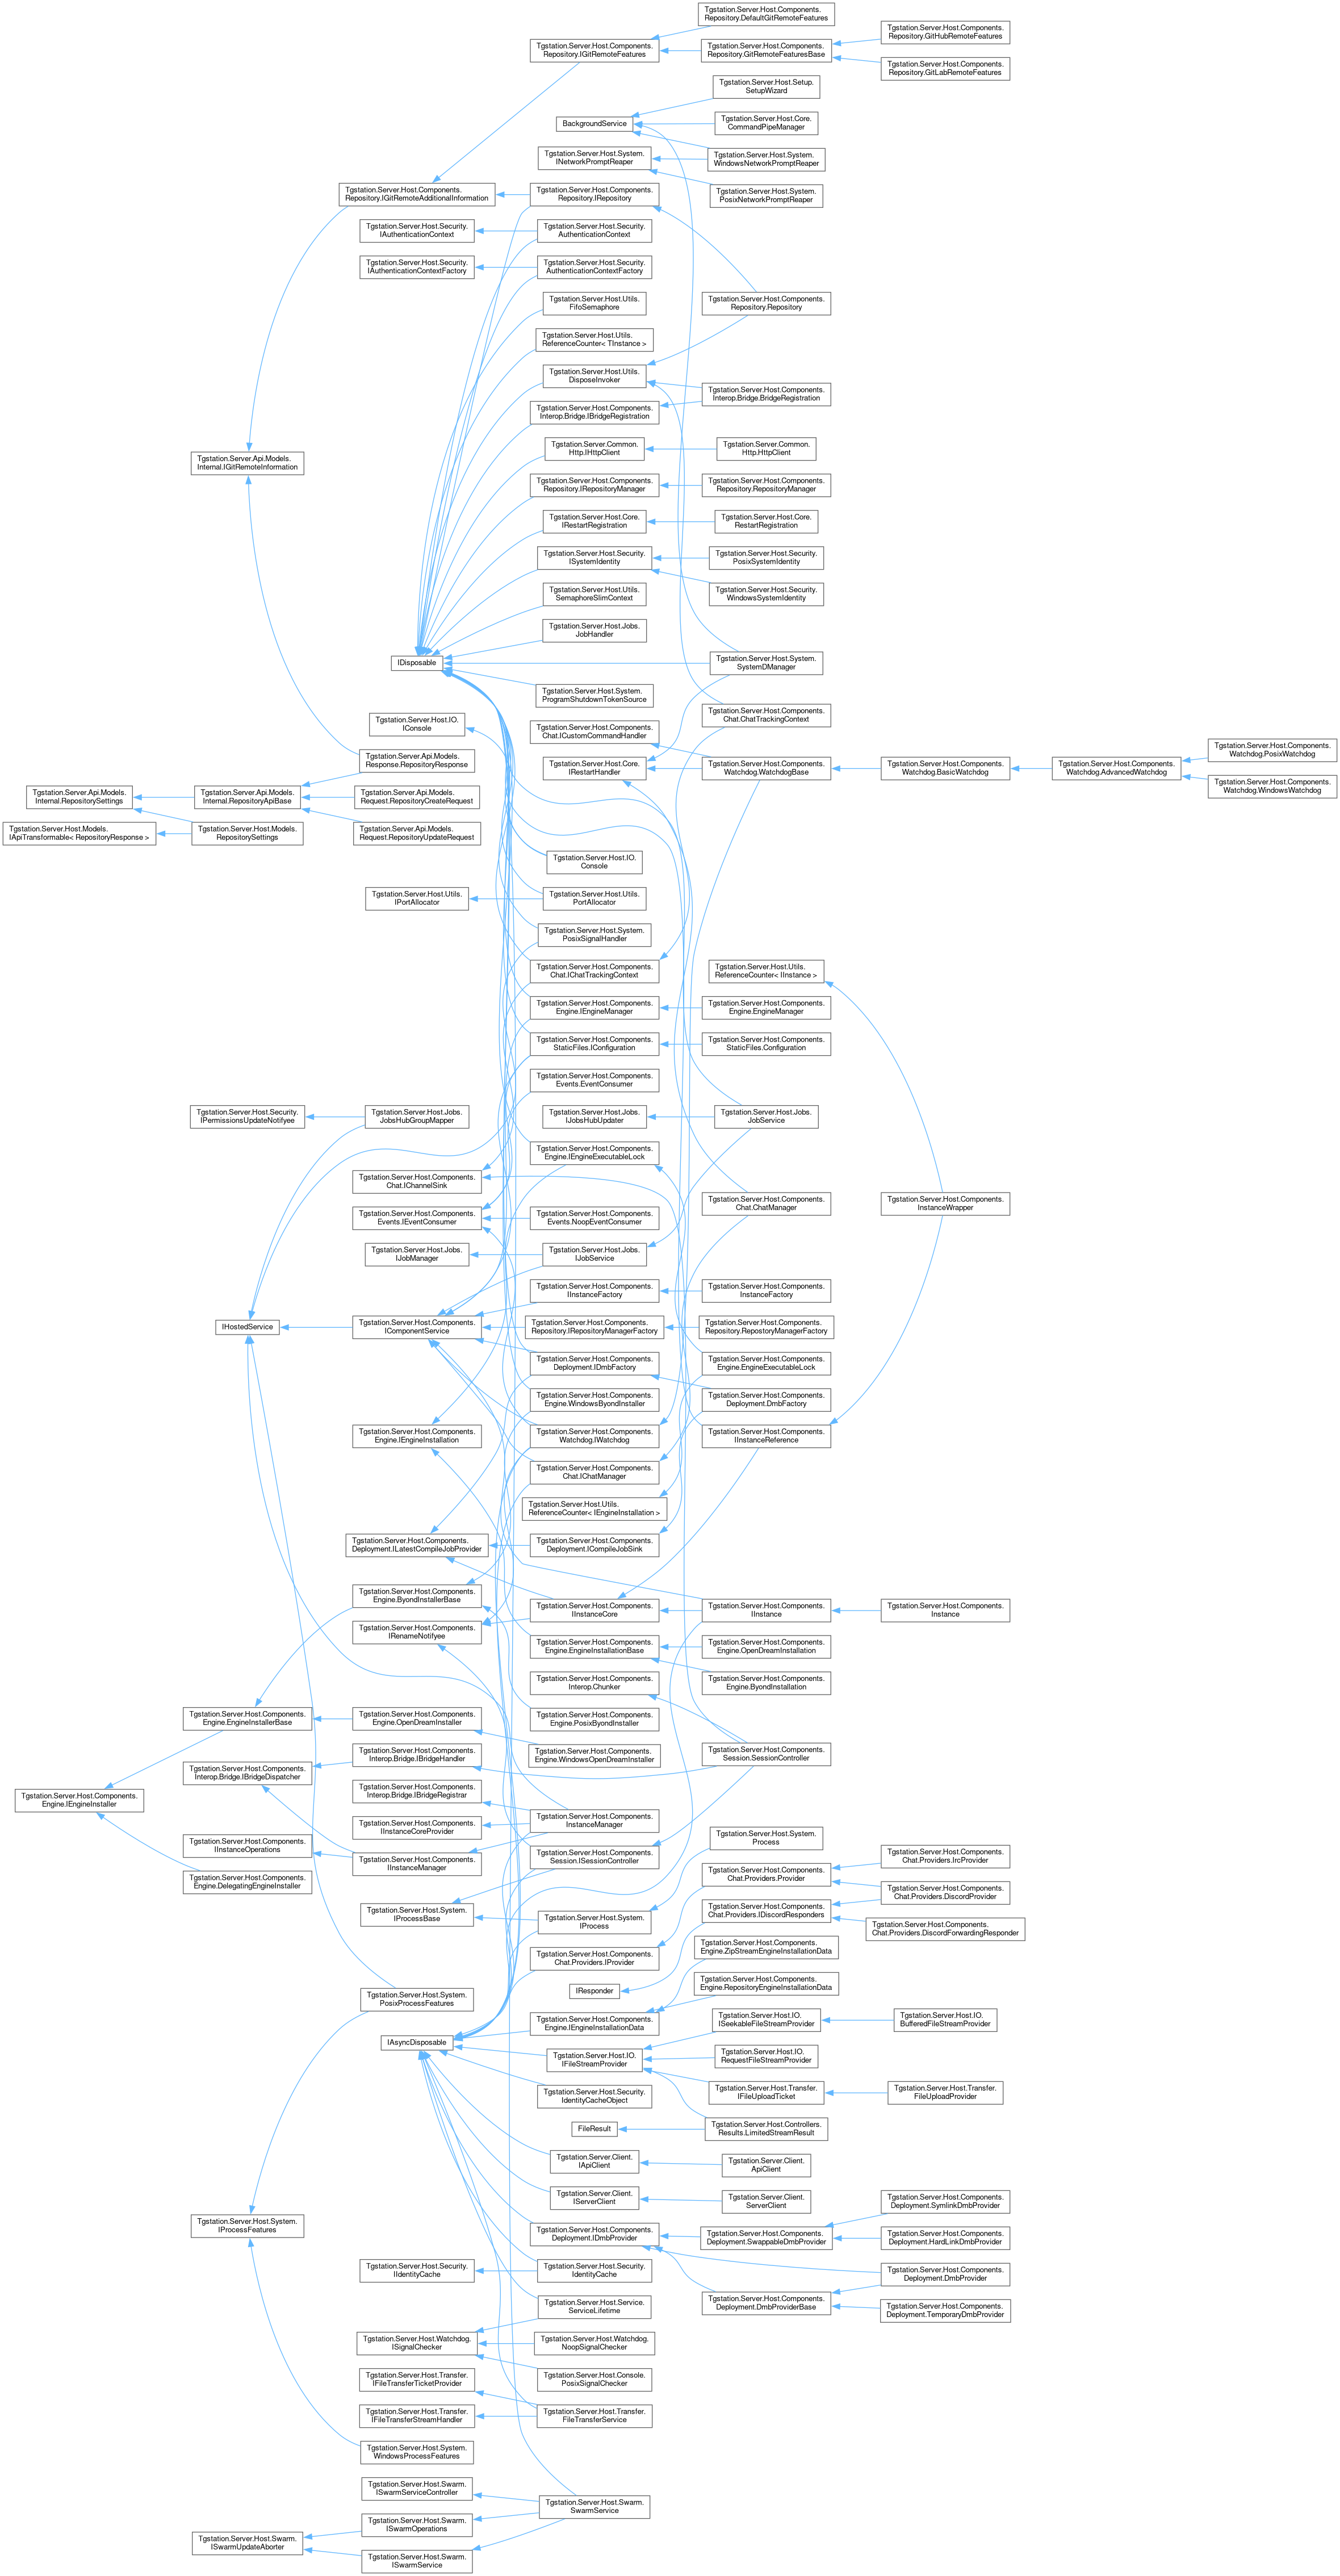 Tgstation.Server.Host.Components.
Repository.DefaultGitRemoteFeatures
Tgstation.Server.Host.Components.
Repository.IGitRemoteFeatures
Tgstation.Server.Host.Components.
Repository.GitRemoteFeaturesBase
Tgstation.Server.Host.Components.
Repository.GitHubRemoteFeatures
Tgstation.Server.Host.Components.
Repository.GitLabRemoteFeatures
Tgstation.Server.Host.Setup.
SetupWizard
BackgroundService
Tgstation.Server.Host.Core.
CommandPipeManager
Tgstation.Server.Host.System.
INetworkPromptReaper
Tgstation.Server.Host.System.
WindowsNetworkPromptReaper
Tgstation.Server.Host.System.
PosixNetworkPromptReaper
Tgstation.Server.Host.Components.
Repository.IGitRemoteAdditionalInformation
Tgstation.Server.Host.Components.
Repository.IRepository
Tgstation.Server.Host.Security.
IAuthenticationContext
Tgstation.Server.Host.Security.
AuthenticationContext
Tgstation.Server.Host.Security.
IAuthenticationContextFactory
Tgstation.Server.Host.Security.
AuthenticationContextFactory
Tgstation.Server.Host.Utils.
FifoSemaphore
Tgstation.Server.Host.Components.
Repository.Repository
Tgstation.Server.Host.Utils.
ReferenceCounter< TInstance >
Tgstation.Server.Host.Utils.
DisposeInvoker
Tgstation.Server.Host.Components.
Interop.Bridge.BridgeRegistration
Tgstation.Server.Host.Components.
Interop.Bridge.IBridgeRegistration
Tgstation.Server.Common.
Http.IHttpClient
Tgstation.Server.Common.
Http.HttpClient
Tgstation.Server.Api.Models.
Internal.IGitRemoteInformation
Tgstation.Server.Host.Components.
Repository.IRepositoryManager
Tgstation.Server.Host.Components.
Repository.RepositoryManager
Tgstation.Server.Host.Core.
IRestartRegistration
Tgstation.Server.Host.Core.
RestartRegistration
Tgstation.Server.Host.Security.
ISystemIdentity
Tgstation.Server.Host.Security.
PosixSystemIdentity
Tgstation.Server.Host.Utils.
SemaphoreSlimContext
Tgstation.Server.Host.Security.
WindowsSystemIdentity
Tgstation.Server.Host.Jobs.
JobHandler
IDisposable
Tgstation.Server.Host.System.
SystemDManager
Tgstation.Server.Host.System.
ProgramShutdownTokenSource
Tgstation.Server.Host.IO.
IConsole
Tgstation.Server.Host.Components.
Chat.ICustomCommandHandler
Tgstation.Server.Host.Components.
Chat.ChatTrackingContext
Tgstation.Server.Api.Models.
Response.RepositoryResponse
Tgstation.Server.Host.Core.
IRestartHandler
Tgstation.Server.Host.Components.
Watchdog.WatchdogBase
Tgstation.Server.Host.Components.
Watchdog.BasicWatchdog
Tgstation.Server.Host.Components.
Watchdog.AdvancedWatchdog
Tgstation.Server.Host.Components.
Watchdog.PosixWatchdog
Tgstation.Server.Host.Components.
Watchdog.WindowsWatchdog
Tgstation.Server.Api.Models.
Internal.RepositorySettings
Tgstation.Server.Api.Models.
Internal.RepositoryApiBase
Tgstation.Server.Api.Models.
Request.RepositoryCreateRequest
Tgstation.Server.Host.Models.
IApiTransformable< RepositoryResponse >
Tgstation.Server.Host.Models.
RepositorySettings
Tgstation.Server.Api.Models.
Request.RepositoryUpdateRequest
Tgstation.Server.Host.IO.
Console
Tgstation.Server.Host.Utils.
IPortAllocator
Tgstation.Server.Host.Utils.
PortAllocator
Tgstation.Server.Host.System.
PosixSignalHandler
Tgstation.Server.Host.Components.
Chat.IChatTrackingContext
Tgstation.Server.Host.Utils.
ReferenceCounter< IInstance >
Tgstation.Server.Host.Components.
Engine.IEngineManager
Tgstation.Server.Host.Components.
Engine.EngineManager
Tgstation.Server.Host.Components.
StaticFiles.IConfiguration
Tgstation.Server.Host.Components.
StaticFiles.Configuration
Tgstation.Server.Host.Components.
Events.EventConsumer
Tgstation.Server.Host.Security.
IPermissionsUpdateNotifyee
Tgstation.Server.Host.Jobs.
JobsHubGroupMapper
Tgstation.Server.Host.Jobs.
IJobsHubUpdater
Tgstation.Server.Host.Jobs.
JobService
Tgstation.Server.Host.Components.
Engine.IEngineExecutableLock
Tgstation.Server.Host.Components.
Chat.IChannelSink
Tgstation.Server.Host.Components.
Chat.ChatManager
Tgstation.Server.Host.Components.
InstanceWrapper
Tgstation.Server.Host.Components.
Events.IEventConsumer
Tgstation.Server.Host.Components.
Events.NoopEventConsumer
Tgstation.Server.Host.Jobs.
IJobManager
Tgstation.Server.Host.Jobs.
IJobService
Tgstation.Server.Host.Components.
IInstanceFactory
Tgstation.Server.Host.Components.
InstanceFactory
IHostedService
Tgstation.Server.Host.Components.
IComponentService
Tgstation.Server.Host.Components.
Repository.IRepositoryManagerFactory
Tgstation.Server.Host.Components.
Repository.RepostoryManagerFactory
Tgstation.Server.Host.Components.
Deployment.IDmbFactory
Tgstation.Server.Host.Components.
Engine.EngineExecutableLock
Tgstation.Server.Host.Components.
Engine.WindowsByondInstaller
Tgstation.Server.Host.Components.
Deployment.DmbFactory
Tgstation.Server.Host.Components.
Engine.IEngineInstallation
Tgstation.Server.Host.Components.
Watchdog.IWatchdog
Tgstation.Server.Host.Components.
IInstanceReference
Tgstation.Server.Host.Components.
Chat.IChatManager
Tgstation.Server.Host.Utils.
ReferenceCounter< IEngineInstallation >
Tgstation.Server.Host.Components.
Deployment.ILatestCompileJobProvider
Tgstation.Server.Host.Components.
Deployment.ICompileJobSink
Tgstation.Server.Host.Components.
Engine.ByondInstallerBase
Tgstation.Server.Host.Components.
IInstanceCore
Tgstation.Server.Host.Components.
IInstance
Tgstation.Server.Host.Components.
Instance
Tgstation.Server.Host.Components.
IRenameNotifyee
Tgstation.Server.Host.Components.
Engine.EngineInstallationBase
Tgstation.Server.Host.Components.
Engine.OpenDreamInstallation
Tgstation.Server.Host.Components.
Interop.Chunker
Tgstation.Server.Host.Components.
Engine.ByondInstallation
Tgstation.Server.Host.Components.
Engine.EngineInstallerBase
Tgstation.Server.Host.Components.
Engine.OpenDreamInstaller
Tgstation.Server.Host.Components.
Engine.PosixByondInstaller
Tgstation.Server.Host.Components.
Interop.Bridge.IBridgeHandler
Tgstation.Server.Host.Components.
Engine.WindowsOpenDreamInstaller
Tgstation.Server.Host.Components.
Session.SessionController
Tgstation.Server.Host.Components.
Interop.Bridge.IBridgeDispatcher
Tgstation.Server.Host.Components.
Engine.IEngineInstaller
Tgstation.Server.Host.Components.
Interop.Bridge.IBridgeRegistrar
Tgstation.Server.Host.Components.
IInstanceCoreProvider
Tgstation.Server.Host.Components.
InstanceManager
Tgstation.Server.Host.Components.
IInstanceOperations
Tgstation.Server.Host.Components.
IInstanceManager
Tgstation.Server.Host.Components.
Session.ISessionController
Tgstation.Server.Host.System.
Process
Tgstation.Server.Host.Components.
Engine.DelegatingEngineInstaller
Tgstation.Server.Host.Components.
Chat.Providers.Provider
Tgstation.Server.Host.Components.
Chat.Providers.IrcProvider
Tgstation.Server.Host.Components.
Chat.Providers.DiscordProvider
Tgstation.Server.Host.System.
IProcessBase
Tgstation.Server.Host.System.
IProcess
Tgstation.Server.Host.Components.
Chat.Providers.IDiscordResponders
Tgstation.Server.Host.Components.
Chat.Providers.DiscordForwardingResponder
Tgstation.Server.Host.Components.
Chat.Providers.IProvider
Tgstation.Server.Host.Components.
Engine.ZipStreamEngineInstallationData
IResponder
Tgstation.Server.Host.Components.
Engine.RepositoryEngineInstallationData
Tgstation.Server.Host.System.
PosixProcessFeatures
Tgstation.Server.Host.Components.
Engine.IEngineInstallationData
Tgstation.Server.Host.IO.
ISeekableFileStreamProvider
Tgstation.Server.Host.IO.
BufferedFileStreamProvider
IAsyncDisposable
Tgstation.Server.Host.IO.
IFileStreamProvider
Tgstation.Server.Host.IO.
RequestFileStreamProvider
Tgstation.Server.Host.Security.
IdentityCacheObject
Tgstation.Server.Host.Transfer.
IFileUploadTicket
Tgstation.Server.Host.Transfer.
FileUploadProvider
FileResult
Tgstation.Server.Host.Controllers.
Results.LimitedStreamResult
Tgstation.Server.Client.
IApiClient
Tgstation.Server.Client.
ApiClient
Tgstation.Server.Client.
IServerClient
Tgstation.Server.Client.
ServerClient
Tgstation.Server.Host.System.
IProcessFeatures
Tgstation.Server.Host.Components.
Deployment.IDmbProvider
Tgstation.Server.Host.Components.
Deployment.SwappableDmbProvider
Tgstation.Server.Host.Components.
Deployment.SymlinkDmbProvider
Tgstation.Server.Host.Components.
Deployment.HardLinkDmbProvider
Tgstation.Server.Host.Security.
IIdentityCache
Tgstation.Server.Host.Security.
IdentityCache
Tgstation.Server.Host.Components.
Deployment.DmbProvider
Tgstation.Server.Host.Service.
ServiceLifetime
Tgstation.Server.Host.Components.
Deployment.DmbProviderBase
Tgstation.Server.Host.Components.
Deployment.TemporaryDmbProvider
Tgstation.Server.Host.Watchdog.
ISignalChecker
Tgstation.Server.Host.Watchdog.
NoopSignalChecker
Tgstation.Server.Host.Transfer.
IFileTransferTicketProvider
Tgstation.Server.Host.Console.
PosixSignalChecker
Tgstation.Server.Host.Transfer.
IFileTransferStreamHandler
Tgstation.Server.Host.Transfer.
FileTransferService
Tgstation.Server.Host.System.
WindowsProcessFeatures
Tgstation.Server.Host.Swarm.
ISwarmServiceController
Tgstation.Server.Host.Swarm.
SwarmService
Tgstation.Server.Host.Swarm.
ISwarmOperations
Tgstation.Server.Host.Swarm.
ISwarmUpdateAborter
Tgstation.Server.Host.Swarm.
ISwarmService